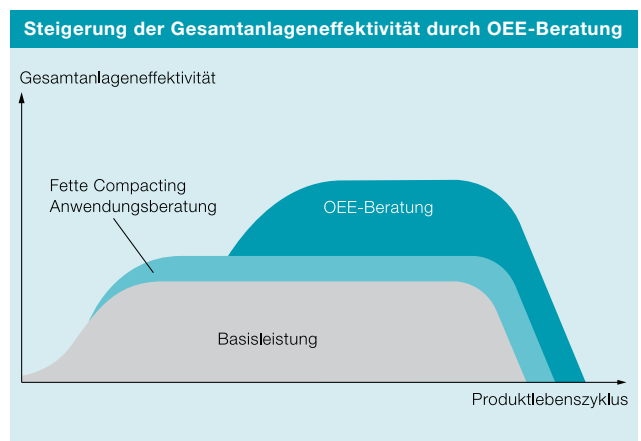 Steigerung der Gesamtanlageneffektivität durch OEE-Beratung
Gesamtanlageneffektivität
Fette Compacting
Anwendungsberatung
OEE-Beratung
Basisleistung
Produktlebenszyklus